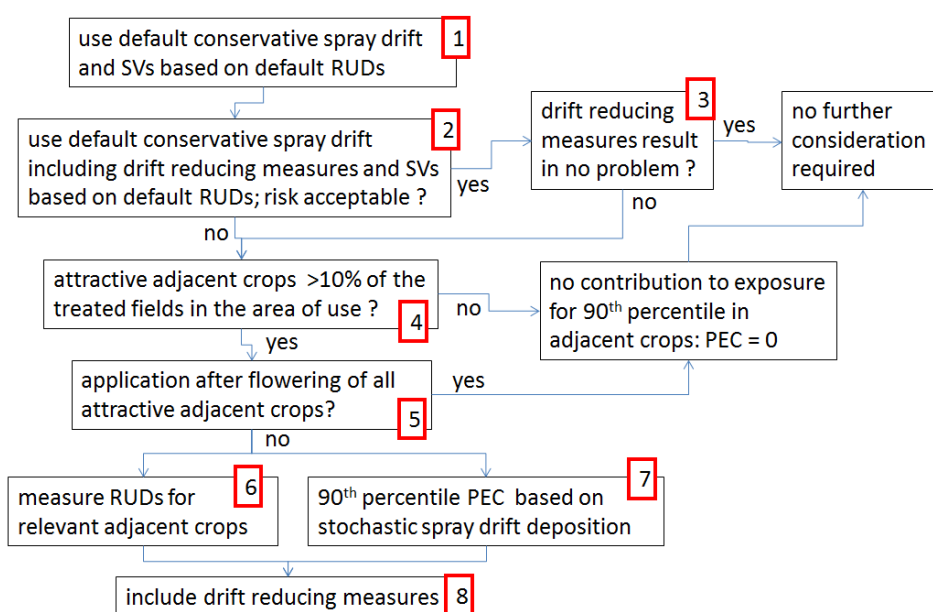 use default conservative spray drift
and SVs based on default RUDs
1
use default conservative spray drift
including drift reducing measures and SVs
based on default RUDs; risk acceptable ?
2
yes
no
drift reducing
measures result
in no problem ?
3
yes
no
no further
consideration
required
attractive adjacent crops >10% of the
treated fields in the area of use ?
4
no
yes
no contribution to exposure
for 90th percentile in
adjacent crops: PEC = 0
application after flowering of all
attractive adjacent crops?
5
yes
no
measure RUDs for
relevant adjacent crops
6
90th percentile PEC based on
stochastic spray drift deposition
7
include drift reducing measures
8